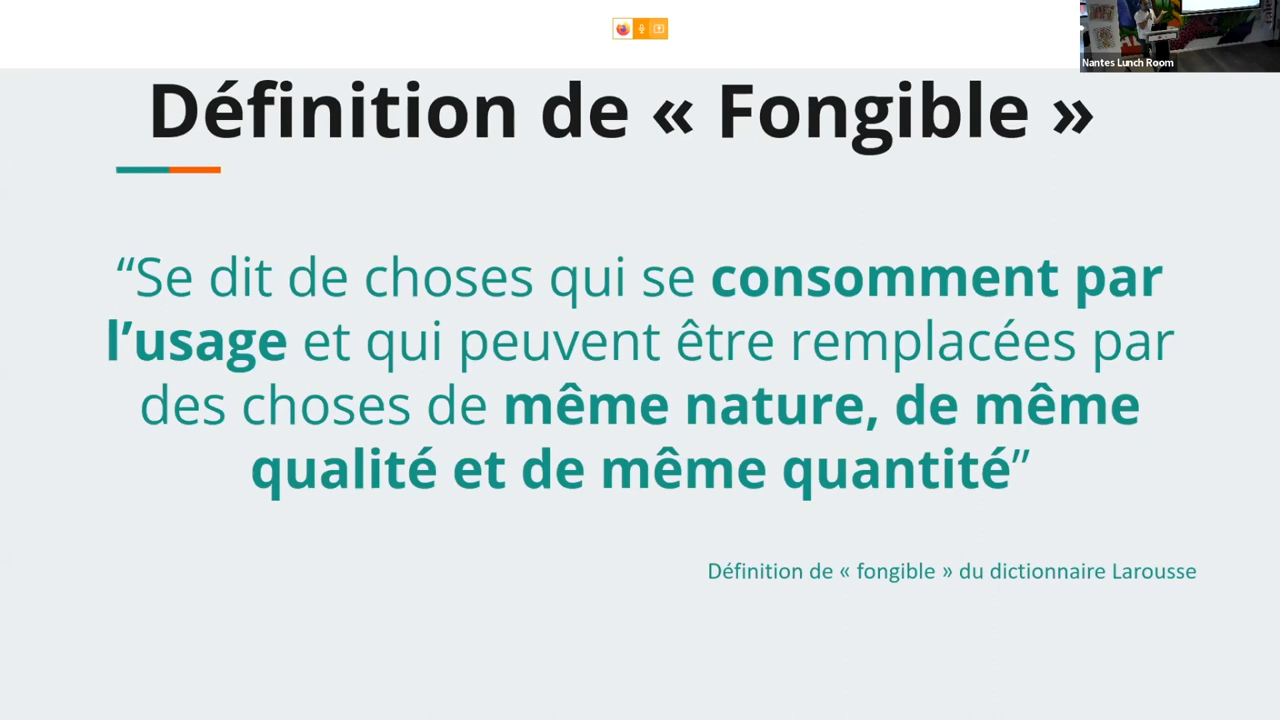 Nantes Lunch Room
Définition de « Fongible »
“Se dit de choses qui se consomment par
l’usage et qui peuvent être remplacées par
des choses de même nature, de même
qualité et de même quantité”
Définition de « fongible » du dictionnaire Larousse